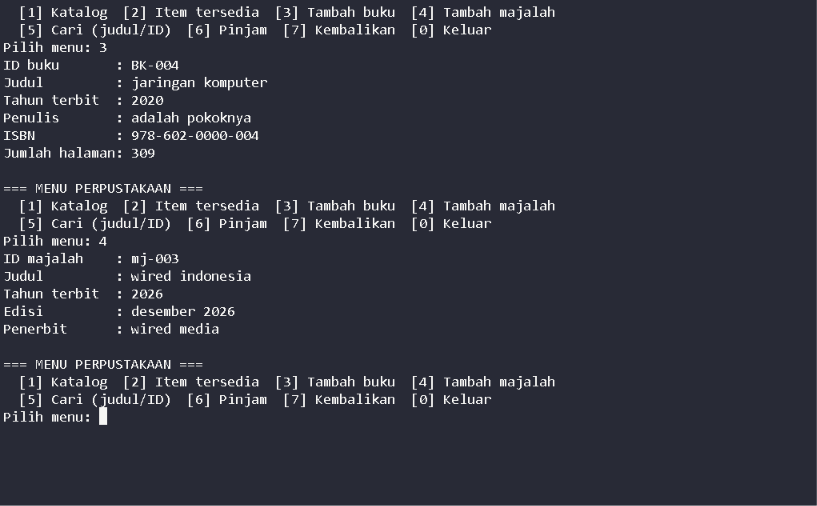 [1] Katalog  [2] Item tersedia  [3] Tambah buku  [4] Tambah majalah
[5] Cari (judul/ID)  [6] Pinjam  [7] Kembalikan  [0] Keluar
Pilih menu: 3
ID buku       : BK-004
Judul         : jaringan komputer
Tahun terbit  : 2020
Penulis       : adalah pokoknya
ISBN          : 978-602-0000-004
Jumlah halaman: 309
=== MENU PERPUSTAKAAN ===
[1] Katalog  [2] Item tersedia  [3] Tambah buku  [4] Tambah majalah
[5] Cari (judul/ID)  [6] Pinjam  [7] Kembalikan  [0] Keluar
Pilih menu: 4
ID majalah    : mj-003
Judul         : wired indonesia
Tahun terbit  : 2026
Edisi         : desember 2026
Penerbit      : wired media
=== MENU PERPUSTAKAAN ===
[1] Katalog  [2] Item tersedia  [3] Tambah buku  [4] Tambah majalah
[5] Cari (judul/ID)  [6] Pinjam  [7] Kembalikan  [0] Keluar
Pilih menu: